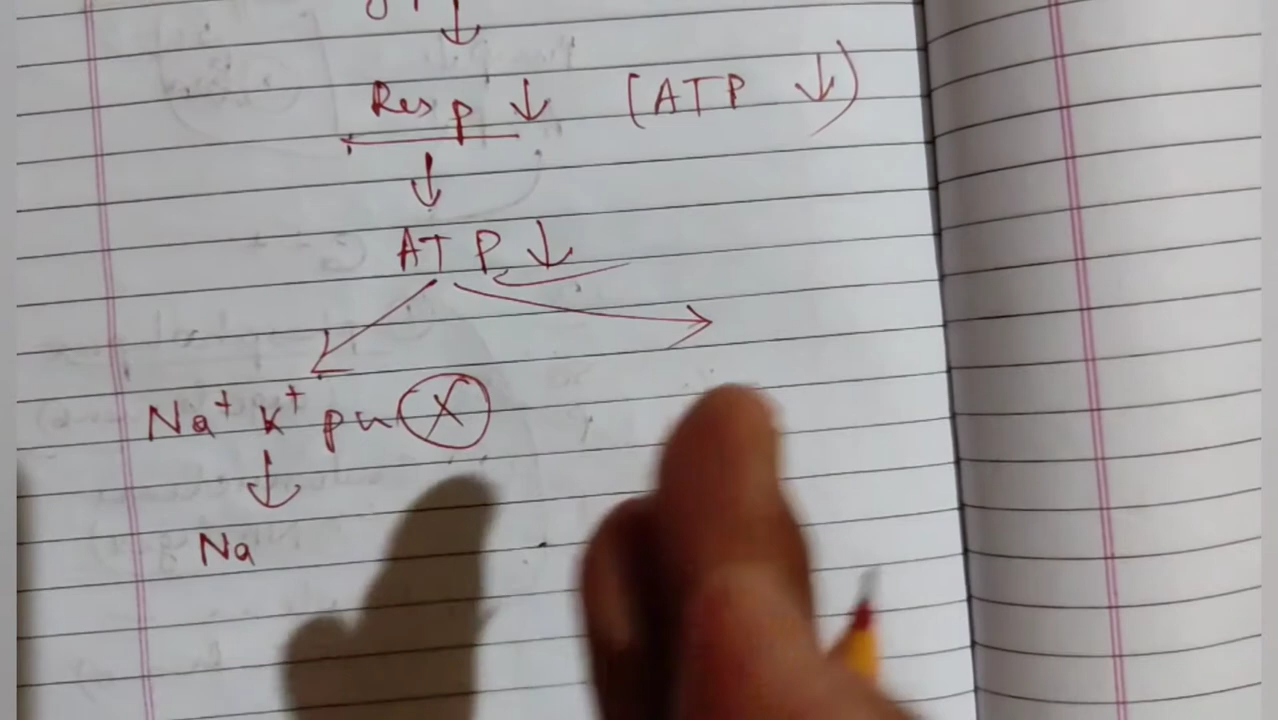 Resp ↓ (ATP ↓)
↓
ATP ↓
Na⁺ K⁺ pu X
↓
Na